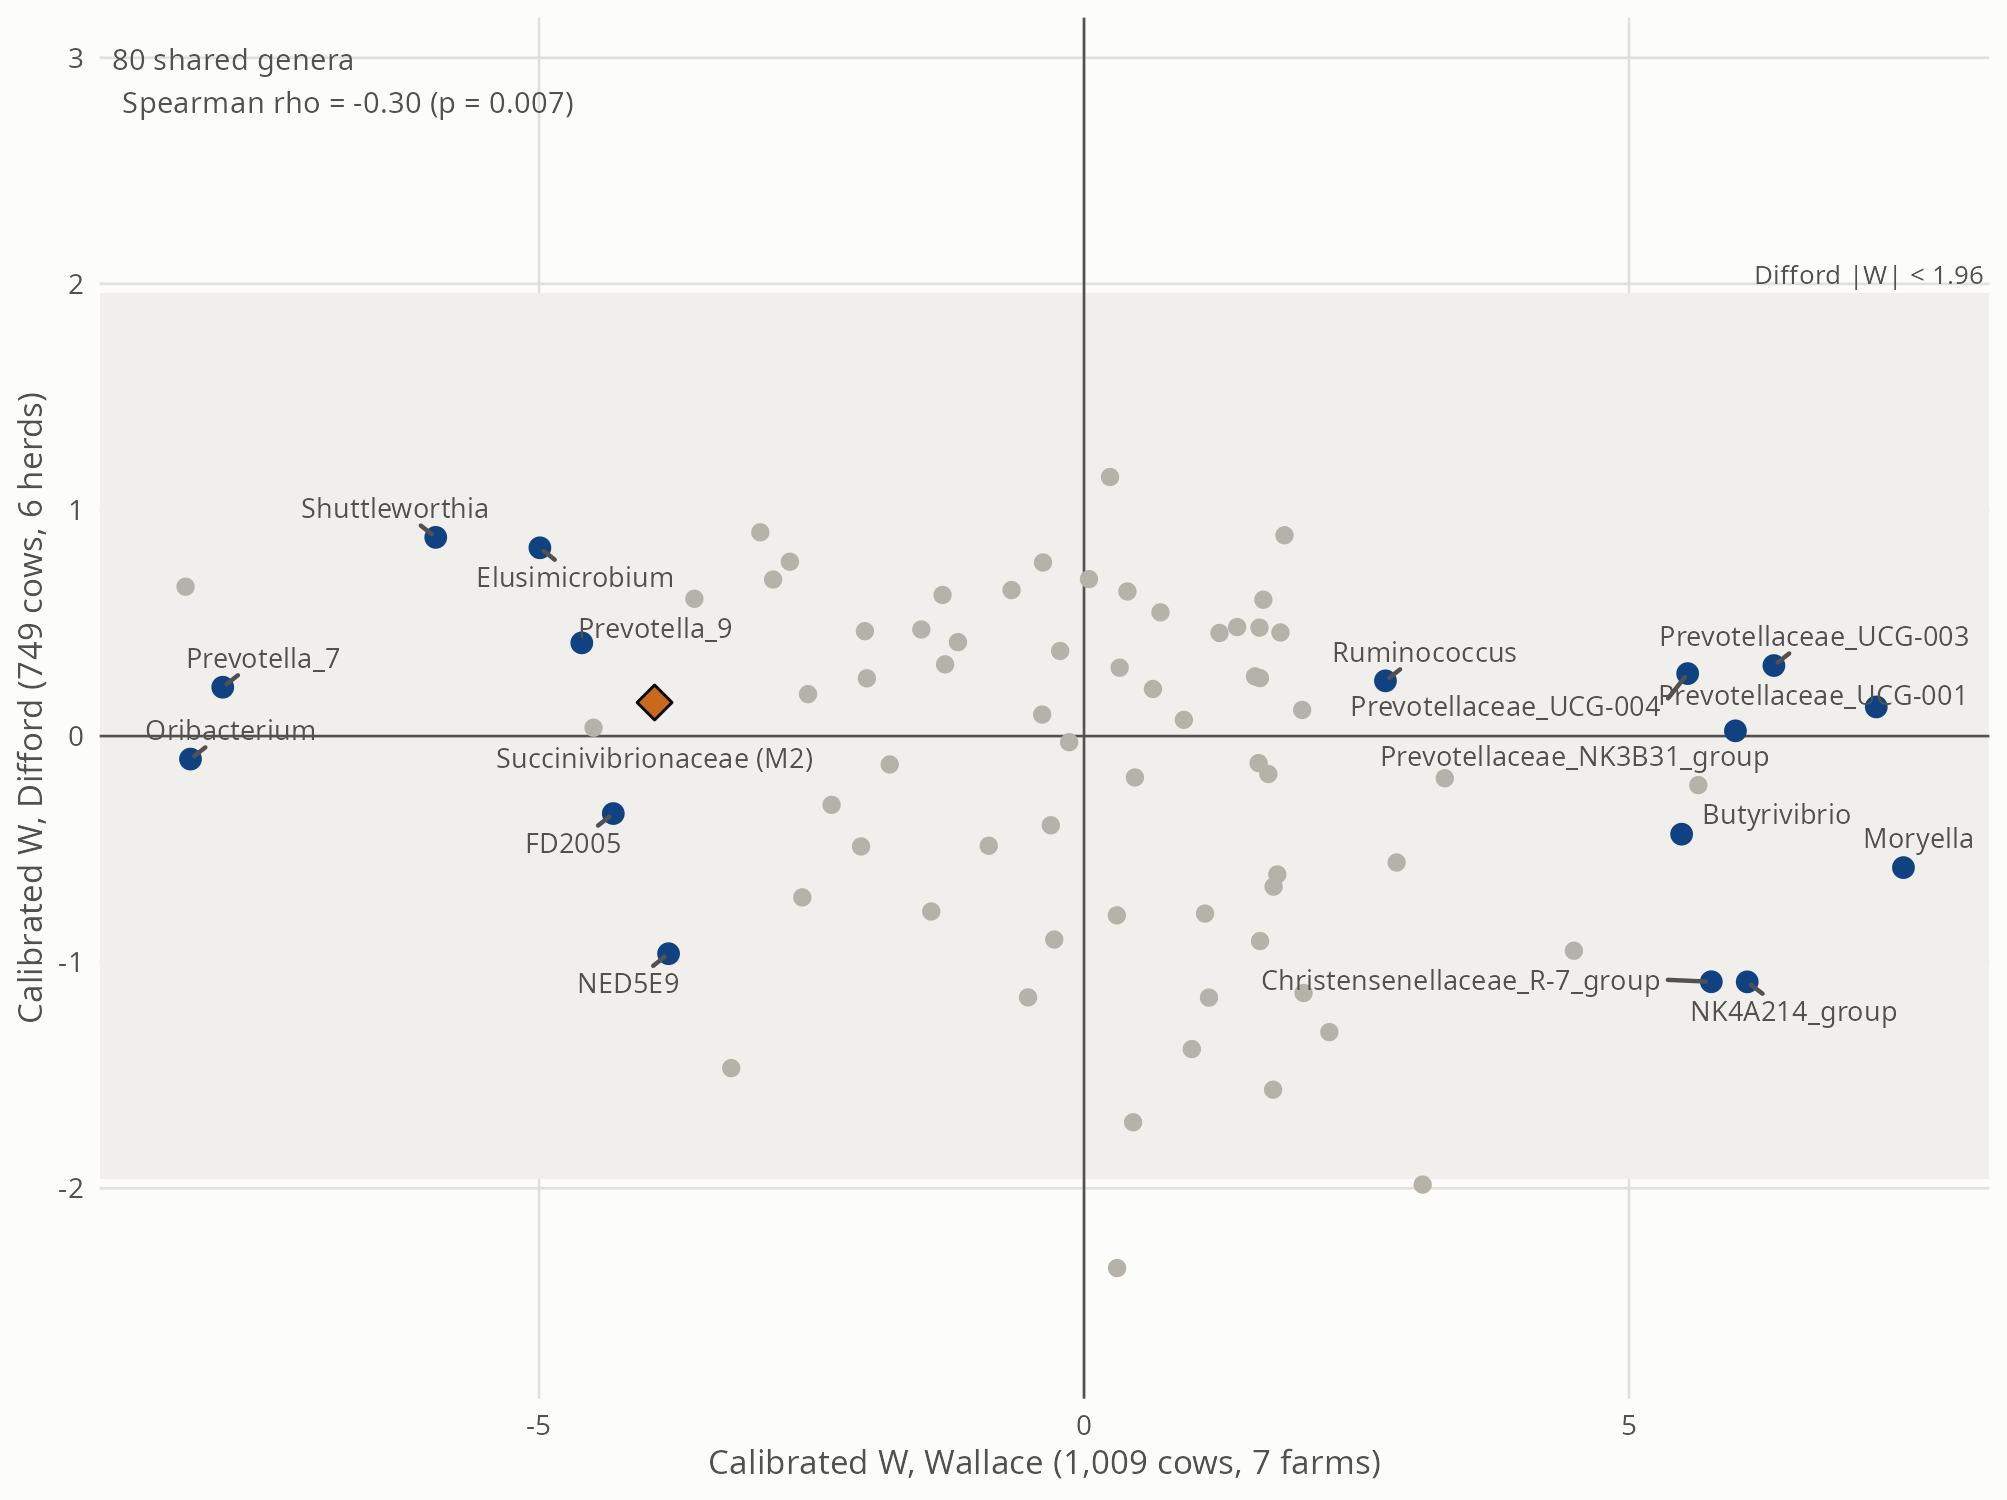 3
80 shared genera
Spearman rho = -0.30 (p = 0.007)
2
Difford |W| < 1.96
Shuttleworthia
1
Elusimicrobium
Prevotella_9
Prevotellaceae_UCG-003
Ruminococcus
Prevotella_7
Prevotellaceae_UCG-001
Prevotellaceae_UCG-004
Oribacterium
0
Succinivibrionaceae (M2)
Prevotellaceae_NK3B31_group
Butyrivibrio
Moryella
FD2005
-1
Christensenellaceae_R-7_group
NED5E9
NK4A214_group
-2
-5
0
5
Calibrated W, Wallace (1,009 cows, 7 farms)
Calibrated W, Difford (749 cows, 6 herds)